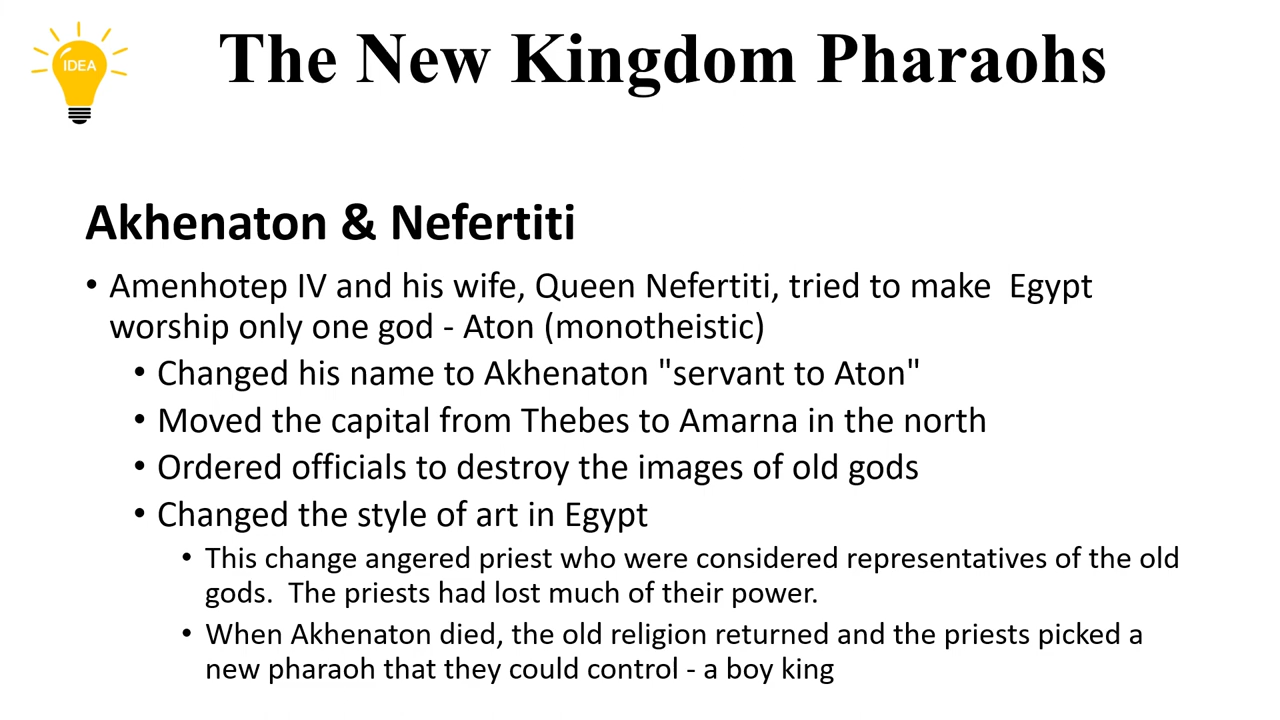 IDEA
The New Kingdom Pharaohs
Akhenaton & Nefertiti
• Amenhotep IV and his wife, Queen Nefertiti, tried to make  Egypt
worship only one god - Aton (monotheistic)
• Changed his name to Akhenaton "servant to Aton"
• Moved the capital from Thebes to Amarna in the north
• Ordered officials to destroy the images of old gods
• Changed the style of art in Egypt
• This change angered priest who were considered representatives of the old
gods.  The priests had lost much of their power.
• When Akhenaton died, the old religion returned and the priests picked a
new pharaoh that they could control - a boy king